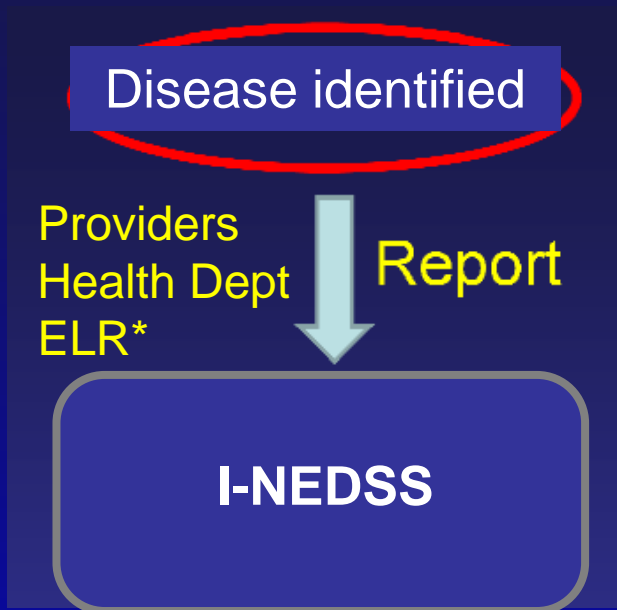 Disease identified
Providers
Health Dept
ELR*
Report
I-NEDSS